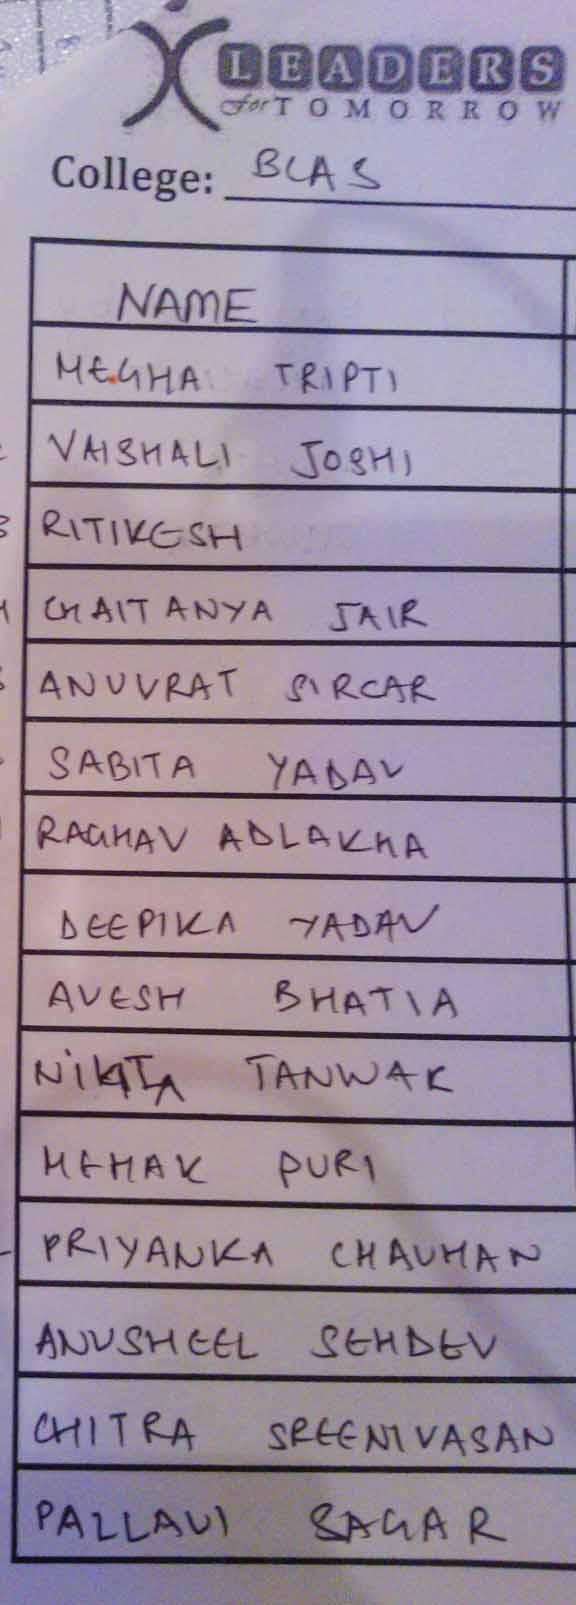 LEADERS
for TOMORROW
College: BCAS
NAME
MEGHA TRIPTI
VAISHALI JOSHI
RITIKESH
CHAITANYA JAIR
ANUVRAT SIRCAR
SABITA YADAV
RAGHAV ADLAKHA
DEEPIKA YADAV
AVESH BHATIA
NIKITA TANWAR
MEHAK PURI
PRIYANKA CHAUHAN
ANUSHEEL SEHDEV
CHITRA SREENIVASAN
PALLAVI SAGAR